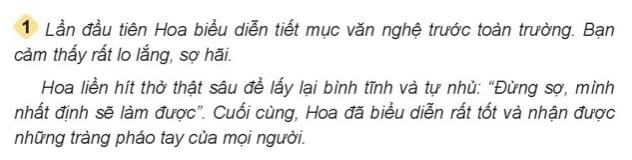 1 Lần đầu tiên Hoa biểu diễn tiết mục văn nghệ trước toàn trường. Bạn
cảm thấy rất lo lắng, sợ hãi.
Hoa liền hít thở thật sâu để lấy lại bình tĩnh và tự nhủ: “Đừng sợ, mình
nhất định sẽ làm được”. Cuối cùng, Hoa đã biểu diễn rất tốt và nhận được
những tràng pháo tay của mọi người.